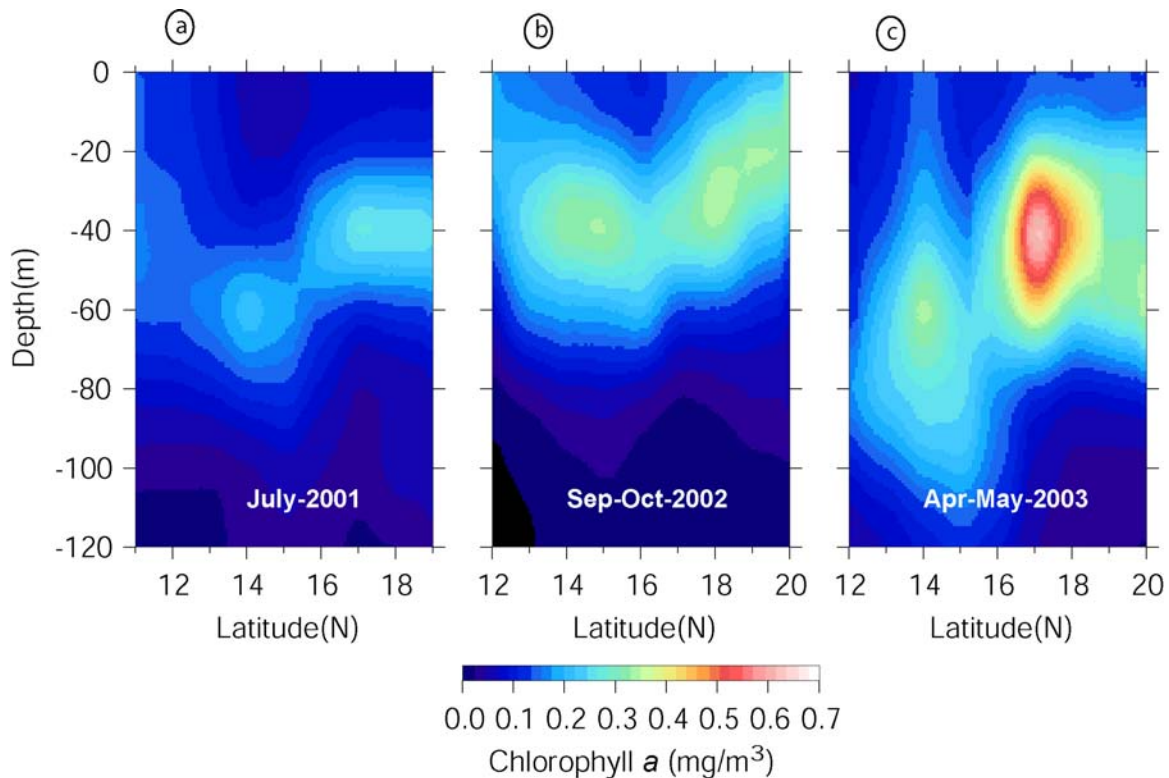 a b c
0
-20
-40
-60
-80
-100
-120
Depth(m)
July-2001 Sep-Oct-2002 Apr-May-2003
12 14 16 18 12 14 16 18 20 12 14 16 18 20
Latitude(N) Latitude(N) Latitude(N)
0.0 0.1 0.2 0.3 0.4 0.5 0.6 0.7
Chlorophyll a (mg/m³)